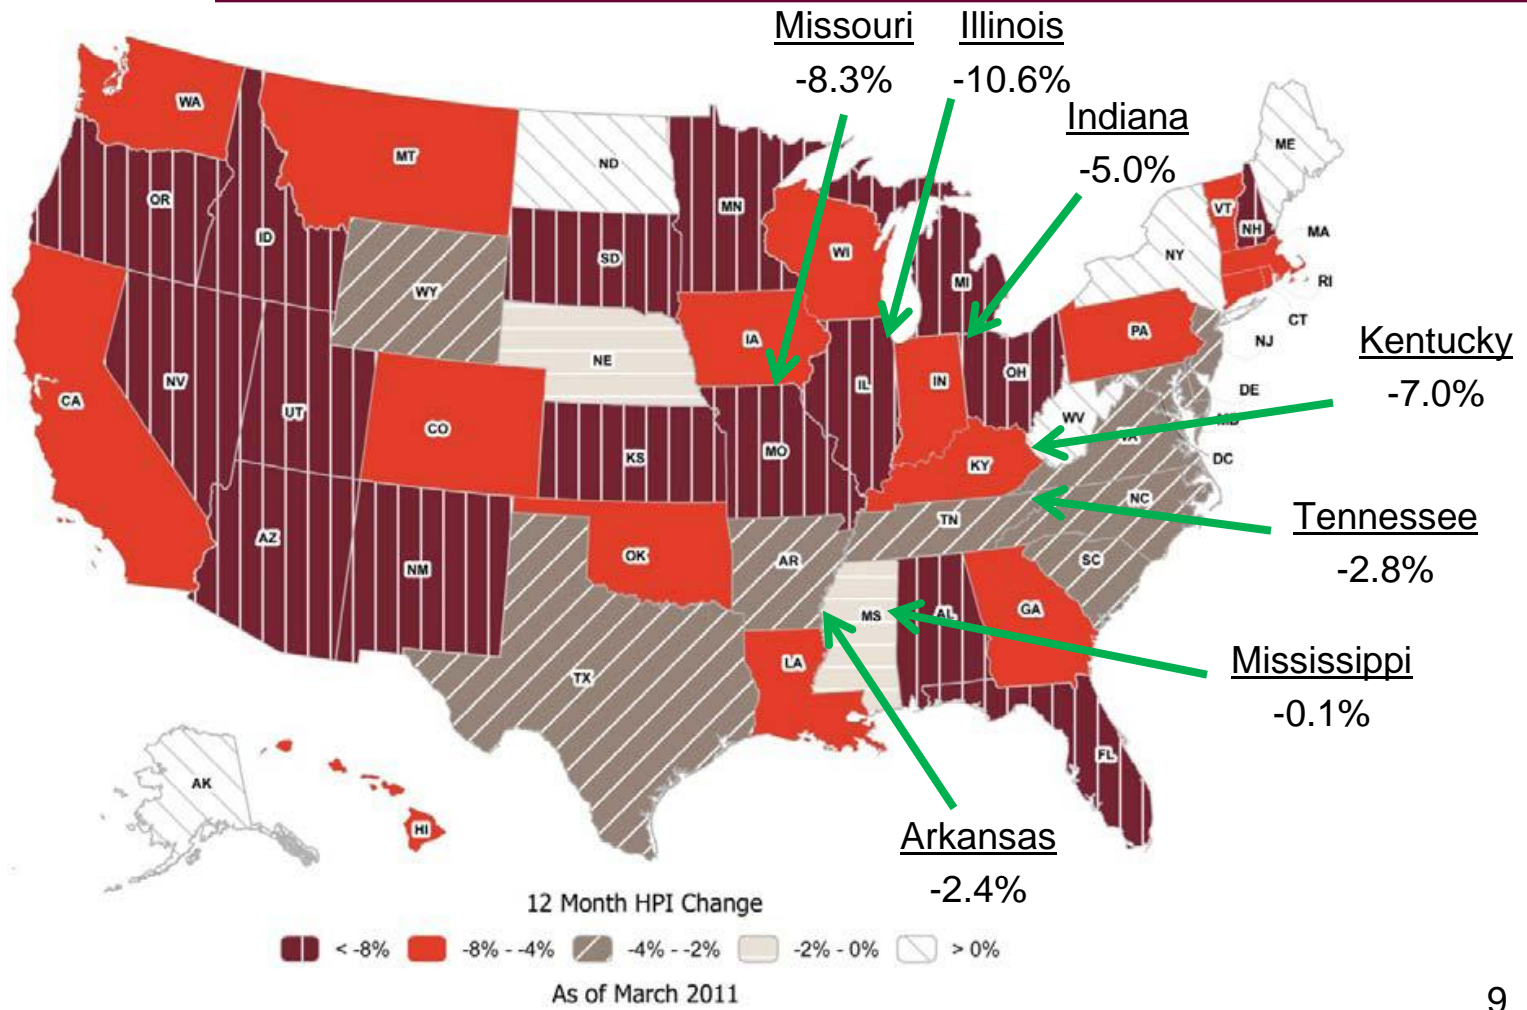 Missouri
-8.3%
Illinois
-10.6%
Indiana
-5.0%
Kentucky
-7.0%
Tennessee
-2.8%
Mississippi
-0.1%
Arkansas
-2.4%
WA
MT
ND
MN
OR
ID
SD
WI
MI
NY
VT
NH
ME
MA
RI
CT
NJ
DE
MD
DC
WY
IA
PA
NE
NV
UT
CO
CA
KS
MO
IL
IN
OH
WV
VA
KY
AZ
NM
OK
AR
TN
NC
SC
MS
AL
GA
TX
LA
FL
AK
HI
12 Month HPI Change
< -8%
-8% - -4%
-4% - -2%
-2% - 0%
> 0%
As of March 2011
9